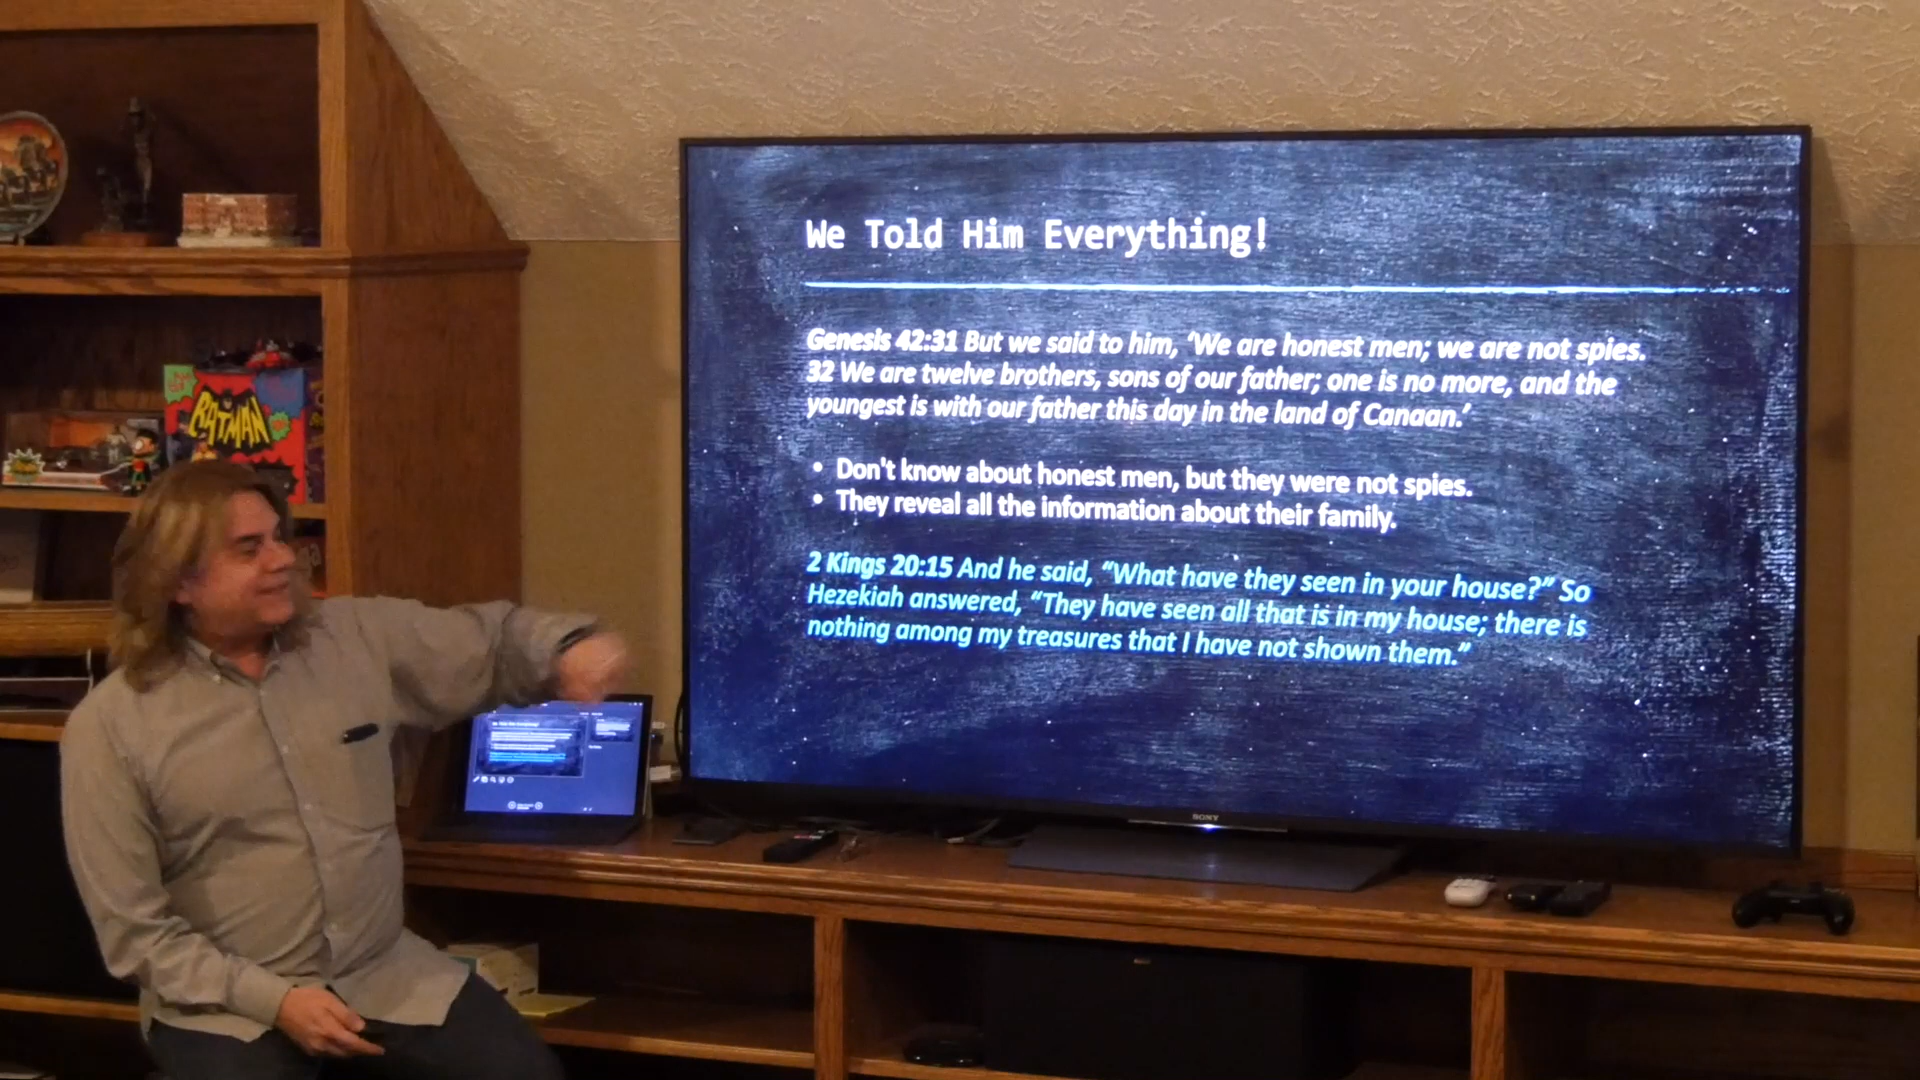 We Told Him Everything!
Genesis 42:31 But we said to him, ‘We are honest men; we are not spies.
32 We are twelve brothers, sons of our father; one is no more, and the
youngest is with our father this day in the land of Canaan.’
• Don't know about honest men, but they were not spies.
• They reveal all the information about their family.
2 Kings 20:15 And he said, “What have they seen in your house?” So
Hezekiah answered, “They have seen all that is in my house; there is
nothing among my treasures that I have not shown them.”
SONY
BATMAN